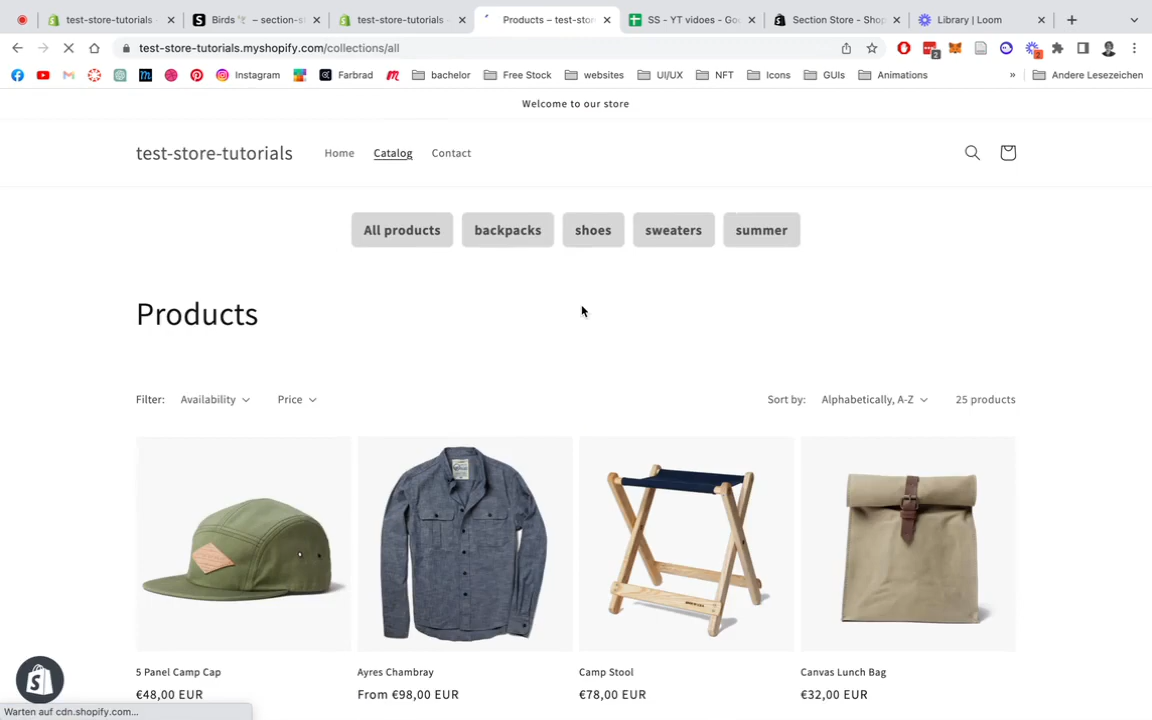 test-store-tutorials
Birds
– section-s
test-store-tutorials
Products – test-stor
SS - YT vidoes - Goo
Section Store - Shop
Library | Loom
test-store-tutorials.myshopify.com/collections/all
2
2
Instagram
Farbrad
bachelor
Free Stock
websites
UI/UX
NFT
Icons
GUIs
Animations
»
Andere Lesezeichen
Welcome to our store
test-store-tutorials
Home
Catalog
Contact
All products
backpacks
shoes
sweaters
summer
Products
Filter:
Availability
Price
Sort by:
Alphabetically, A-Z
25 products
5 Panel Camp Cap
Ayres Chambray
Camp Stool
Canvas Lunch Bag
€48,00 EUR
From €98,00 EUR
€78,00 EUR
€32,00 EUR
Warten auf cdn.shopify.com...